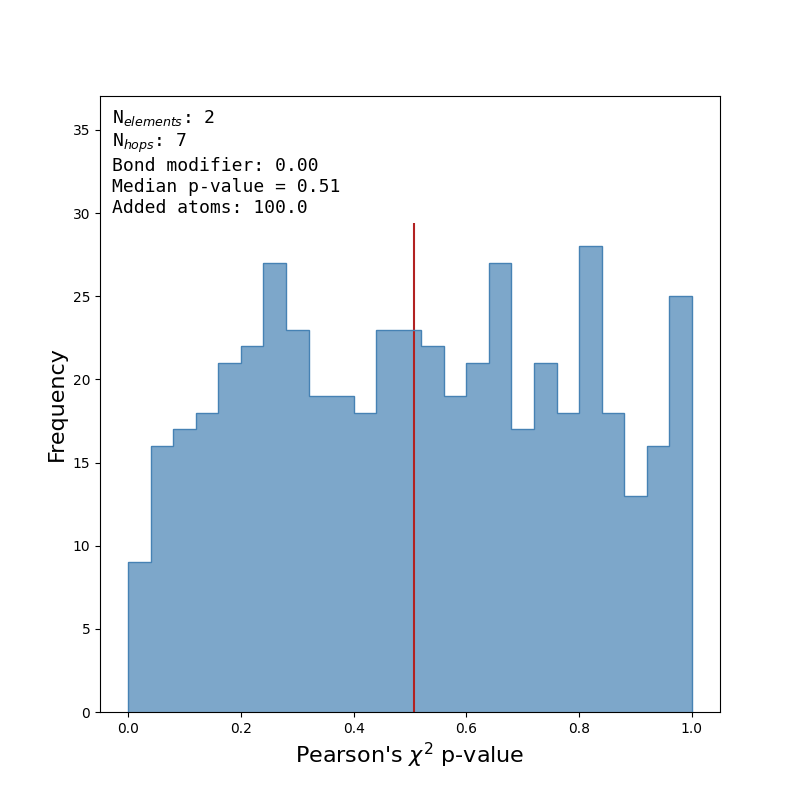 N_elements: 2
N_hops: 7
Bond modifier: 0.00
Median p-value = 0.51
Added atoms: 100.0
35
30
25
20
15
10
5
0
Frequency
0.0 0.2 0.4 0.6 0.8 1.0
Pearson's χ² p-value